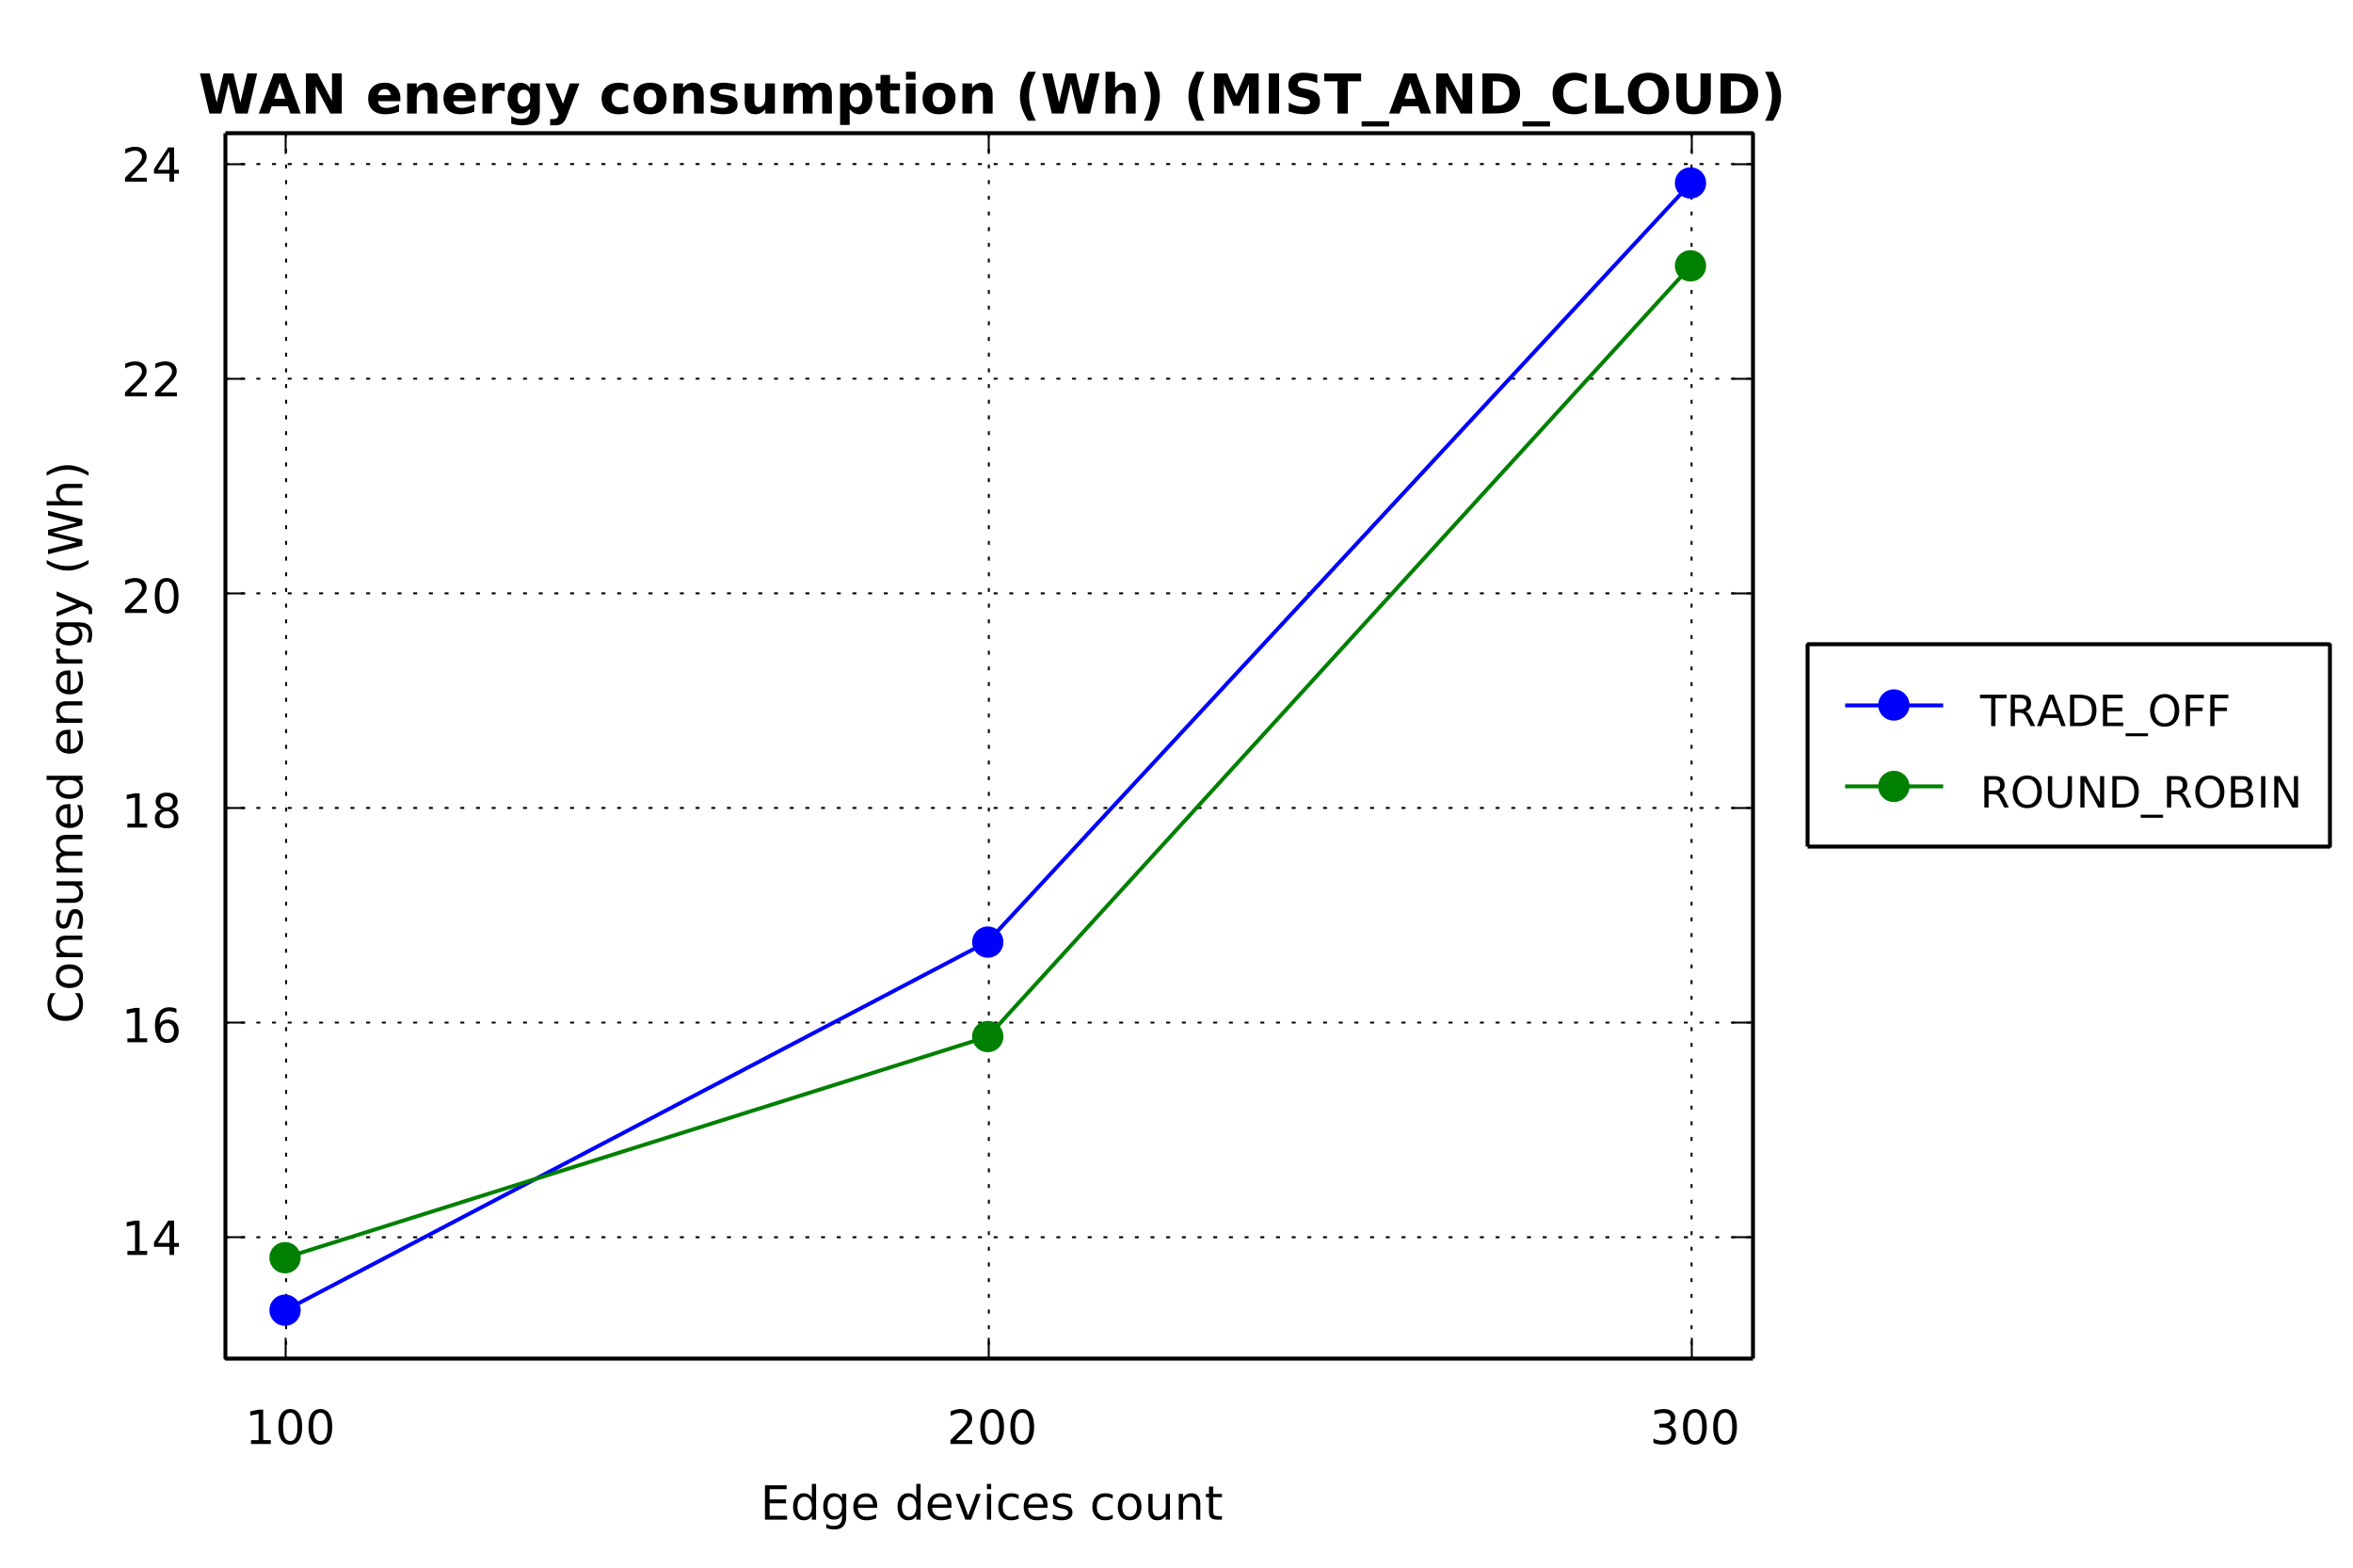 WAN energy consumption (Wh) (MIST_AND_CLOUD)
24
22
20
18
16
14
Consumed energy (Wh)
100 200 300
Edge devices count
TRADE_OFF
ROUND_ROBIN